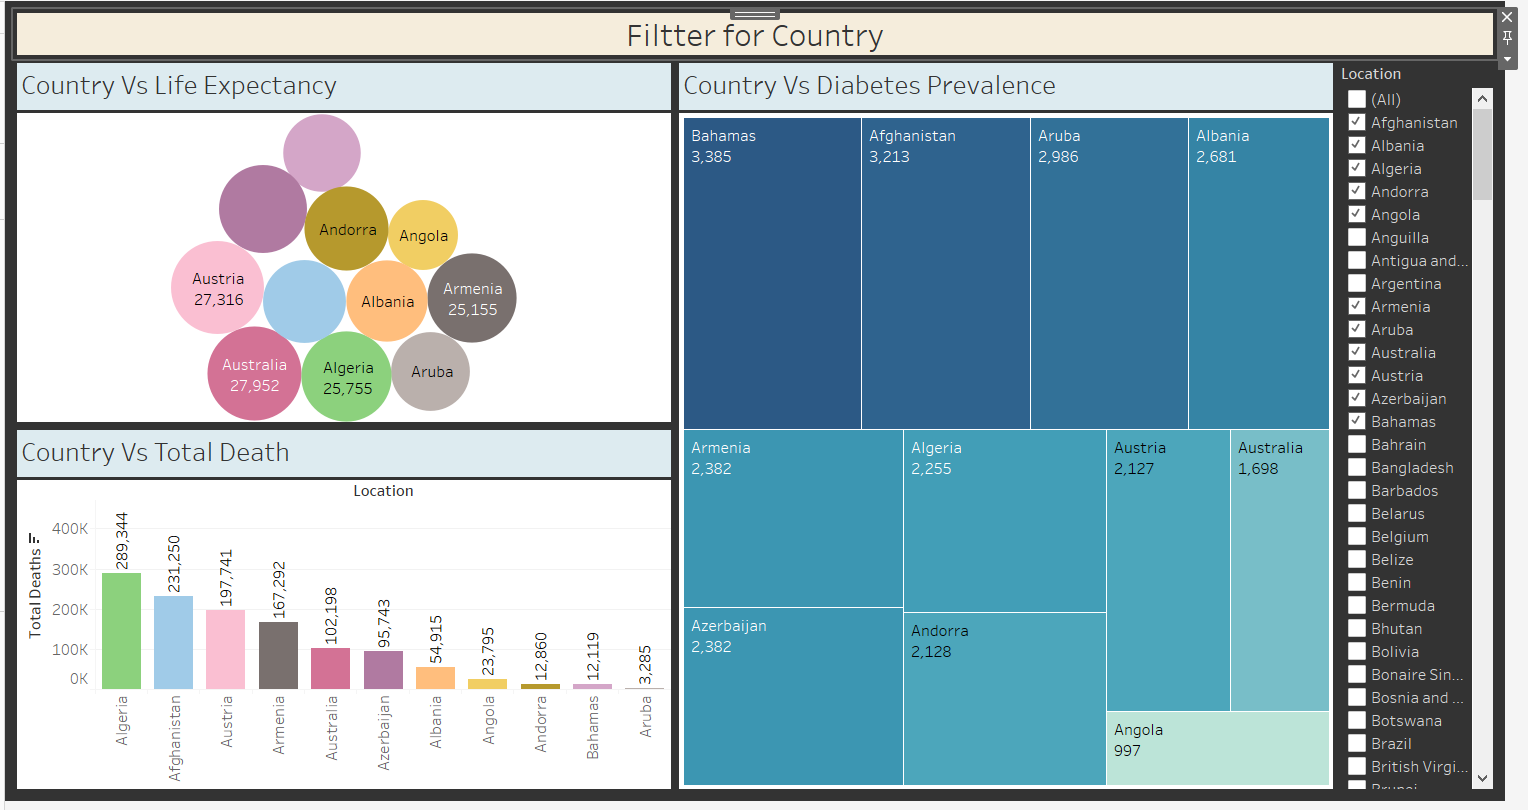 Filtter for Country
Country Vs Life Expectancy
Andorra
Angola
Austria
27,316
Albania
Armenia
25,155
Australia
27,952
Algeria
25,755
Aruba
Country Vs Total Death
Location
Total Deaths
400K
300K
200K
100K
0K
289,344
231,250
197,741
167,292
102,198
95,743
54,915
23,795
12,860
12,119
3,285
Algeria
Afghanistan
Austria
Armenia
Australia
Azerbaijan
Albania
Angola
Andorra
Bahamas
Aruba
Country Vs Diabetes Prevalence
Bahamas
3,385
Afghanistan
3,213
Aruba
2,986
Albania
2,681
Armenia
2,382
Algeria
2,255
Austria
2,127
Australia
1,698
Azerbaijan
2,382
Andorra
2,128
Angola
997
Location
(All)
Afghanistan
Albania
Algeria
Andorra
Angola
Anguilla
Antigua and...
Argentina
Armenia
Aruba
Australia
Austria
Azerbaijan
Bahamas
Bahrain
Bangladesh
Barbados
Belarus
Belgium
Belize
Benin
Bermuda
Bhutan
Bolivia
Bonaire Sin...
Bosnia and ...
Botswana
Brazil
British Virgi...
Brunei